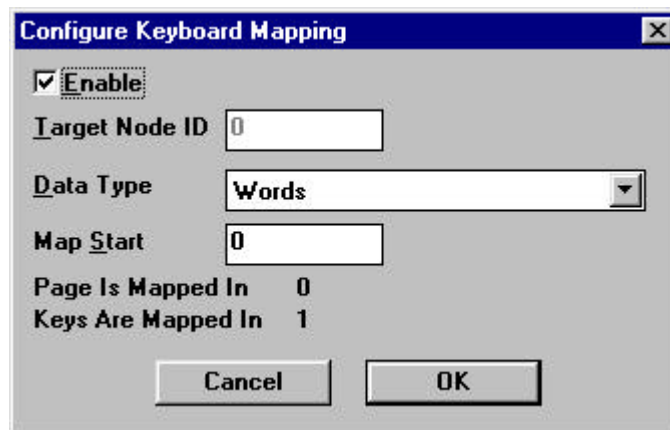 Configure Keyboard Mapping
Enable
Target Node ID 0
Data Type Words
Map Start 0
Page Is Mapped In 0
Keys Are Mapped In 1
Cancel OK